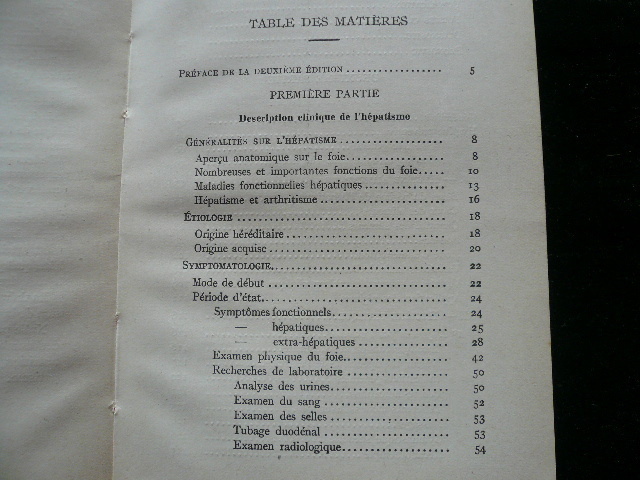 TABLE DES MATIÈRES
PRÉFACE DE LA DEUXIÈME ÉDITION ................. 5
PREMIÈRE PARTIE
Description clinique de l'hépatisme
GÉNÉRALITÉS SUR L'HÉPATISME ................. 8
Aperçu anatomique sur le foie ......................... 8
Nombreuses et importantes fonctions du foie ..... 10
Maladies fonctionnelles hépatiques ............. 13
Hépatisme et arthritisme ..................... 16
ÉTIOLOGIE .................................. 18
Origine héréditaire ........................... 18
Origine acquise .............................. 20
SYMPTOMATOLOGIE ............................ 22
Mode de début ............................... 22
Période d'état ............................... 24
Symptômes fonctionnels .................... 24
— hépatiques .................... 25
— extra-hépatiques ............... 28
Examen physique du foie .................. 42
Recherches de laboratoire .................. 50
Analyse des urines ...................... 50
Examen du sang ........................ 52
Examen des selles ...................... 53
Tubage duodénal ....................... 53
Examen radiologique .................... 54